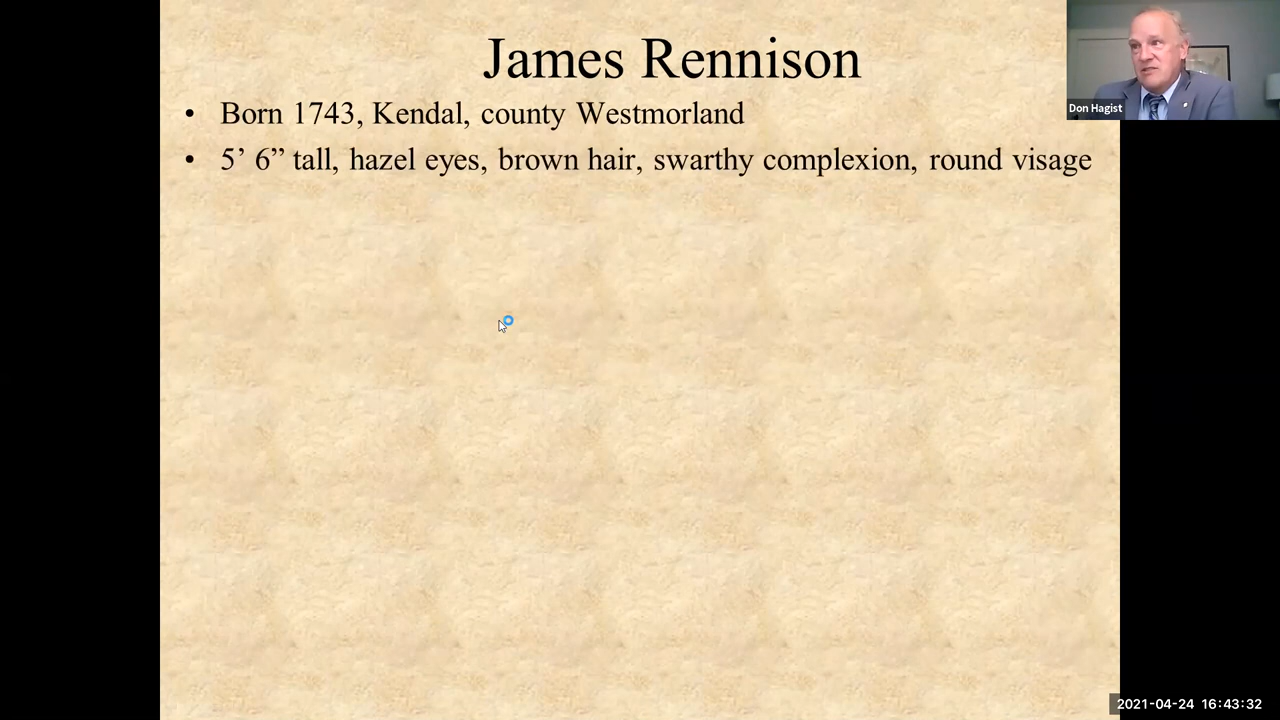 James Rennison
• Born 1743, Kendal, county Westmorland
• 5’ 6” tall, hazel eyes, brown hair, swarthy complexion, round visage
Don Hagist
2021-04-24 16:43:32